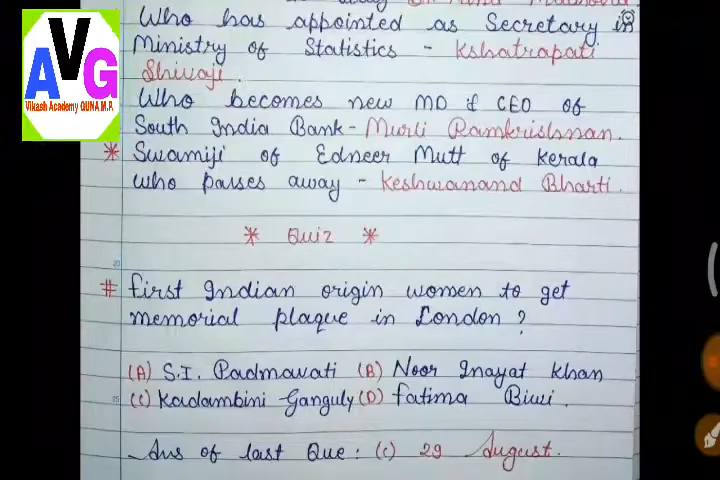 Who has appointed as Secretary in
Ministry of Statistics - Kshatrapati
Shivaji.
Who becomes new MD & CEO of
South India Bank - Murli Ramkrishnan.
* Swamiji of Edneer Mutt of Kerala
who passes away - Keshwanand Bharti.
* Quiz *
# first Indian origin women to get
memorial plaque in London?
(A) S.I. Padmavati (B) Noor Inayat Khan
(C) Kadambini Ganguly (D) fatima Biwi.
Ans of last Que: (C) 29 August.
AVG
Vikash Academy GUNA M.P.
20
25